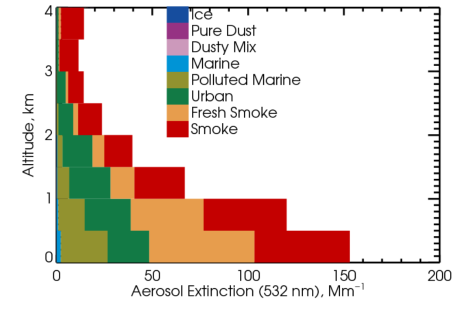 4
3
2
1
0
Altitude, km
Ice
Pure Dust
Dusty Mix
Marine
Polluted Marine
Urban
Fresh Smoke
Smoke
0 50 100 150 200
Aerosol Extinction (532 nm), Mm⁻¹